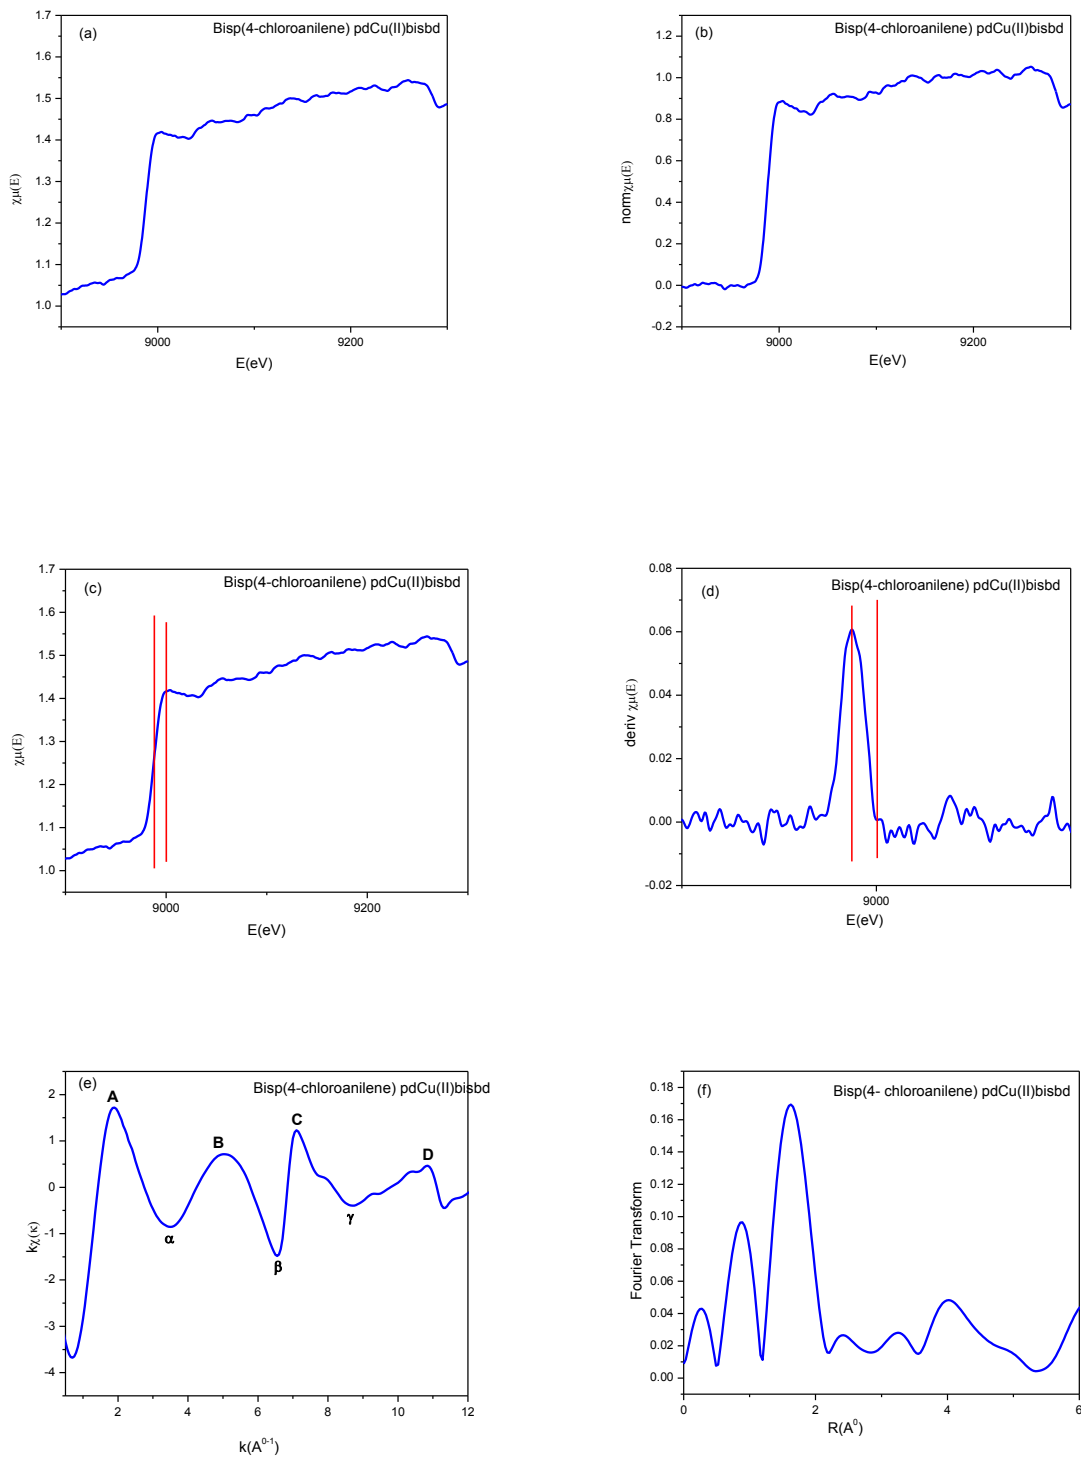 (a)
Bisp(4-chloroanilene) pdCu(II)bisbd
1.7
1.6
1.5
1.4
1.3
1.2
1.1
1.0
χμ(E)
9000
9200
E(eV)
(b)
Bisp(4-chloroanilene) pdCu(II)bisbd
1.2
1.0
0.8
0.6
0.4
0.2
0.0
-0.2
normχμ(E)
9000
9200
E(eV)
(c)
Bisp(4-chloroanilene) pdCu(II)bisbd
1.7
1.6
1.5
1.4
1.3
1.2
1.1
1.0
χμ(E)
9000
9200
E(eV)
(d)
Bisp(4-chloroanilene) pdCu(II)bisbd
0.08
0.06
0.04
0.02
0.00
-0.02
deriv χμ(E)
9000
E(eV)
(e)
Bisp(4-chloroanilene) pdCu(II)bisbd
2
1
0
-1
-2
-3
-4
kχ(κ)
A
B
C
D
α
β
γ
2
4
6
8
10
12
k(A⁰⁻¹)
(f)
Bisp(4- chloroanilene) pdCu(II)bisbd
0.18
0.16
0.14
0.12
0.10
0.08
0.06
0.04
0.02
0.00
Fourier Transform
0
2
4
6
R(A⁰)